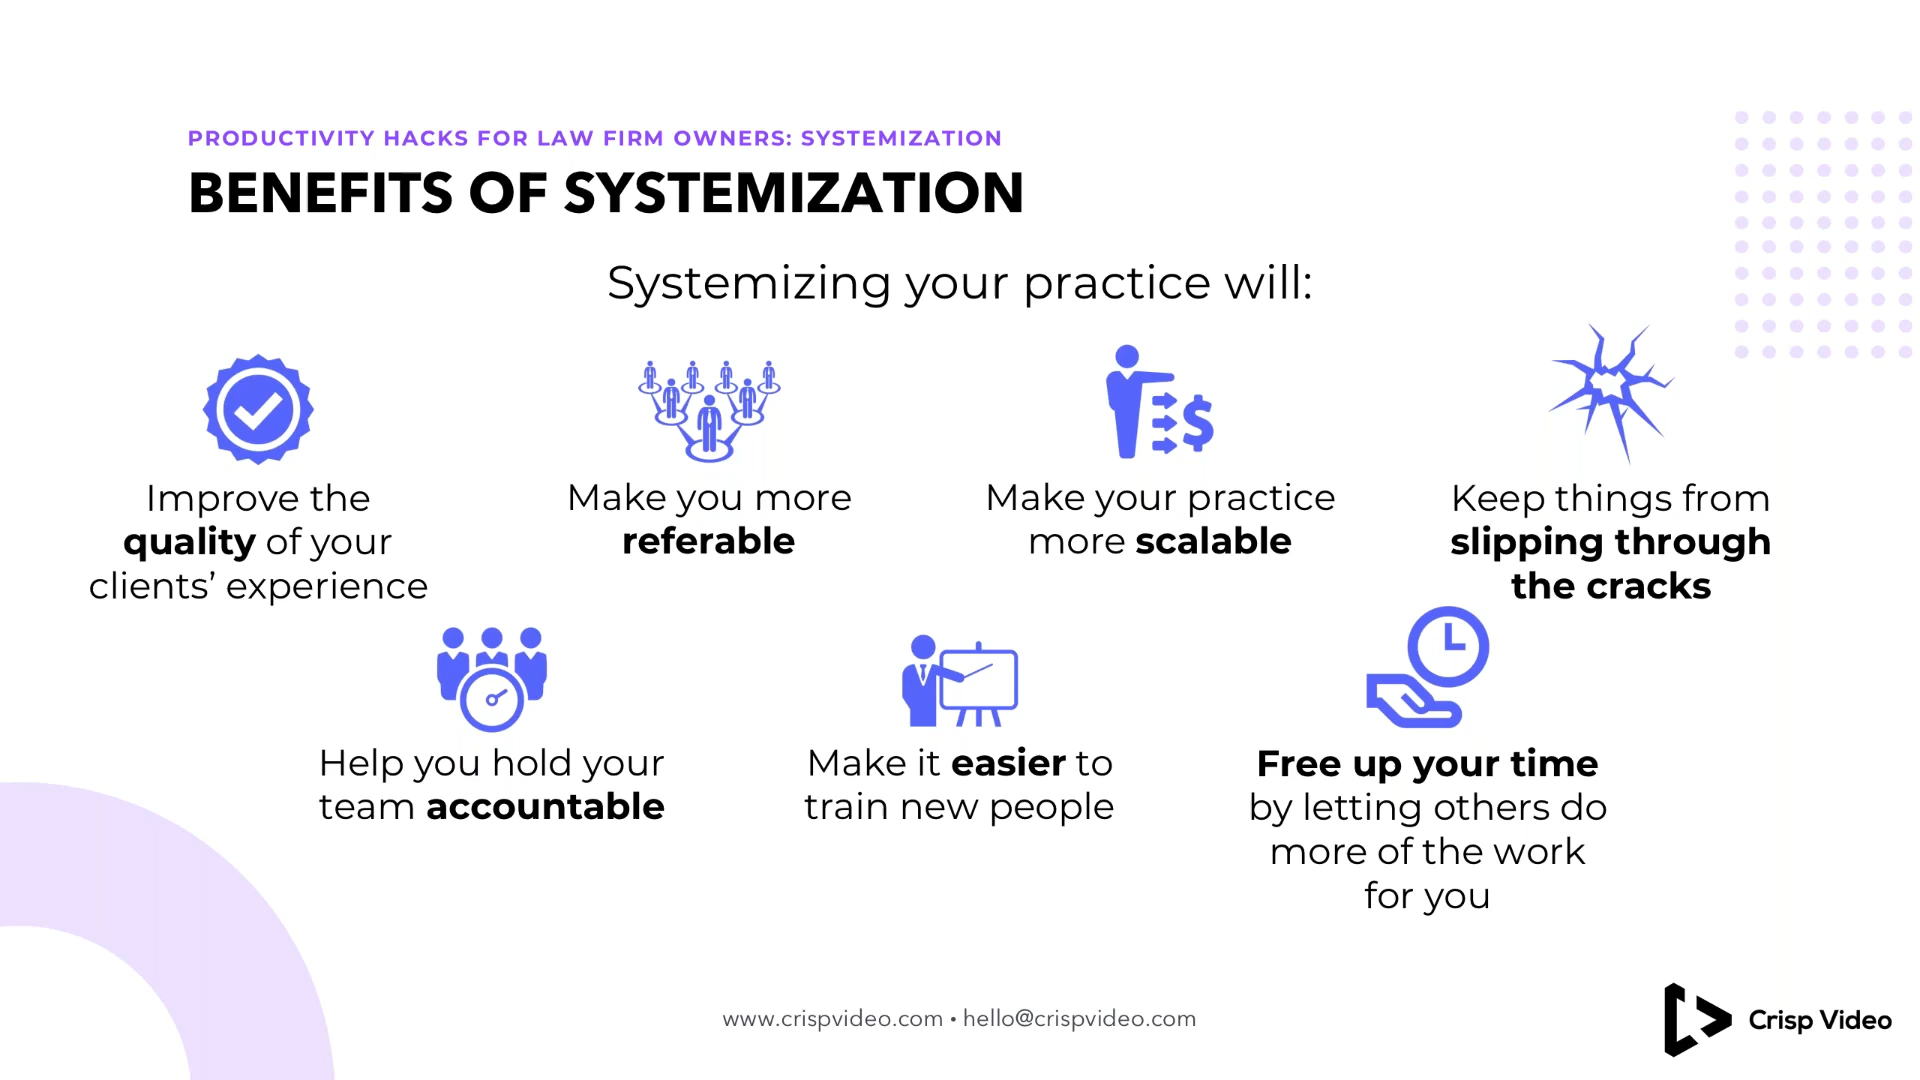 PRODUCTIVITY HACKS FOR LAW FIRM OWNERS: SYSTEMIZATION
BENEFITS OF SYSTEMIZATION
Systemizing your practice will:
Improve the
quality of your
clients’ experience
Make you more
referable
Make your practice
more scalable
Keep things from
slipping through
the cracks
Help you hold your
team accountable
Make it easier to
train new people
Free up your time
by letting others do
more of the work
for you
www.crispvideo.com • hello@crispvideo.com
Crisp Video